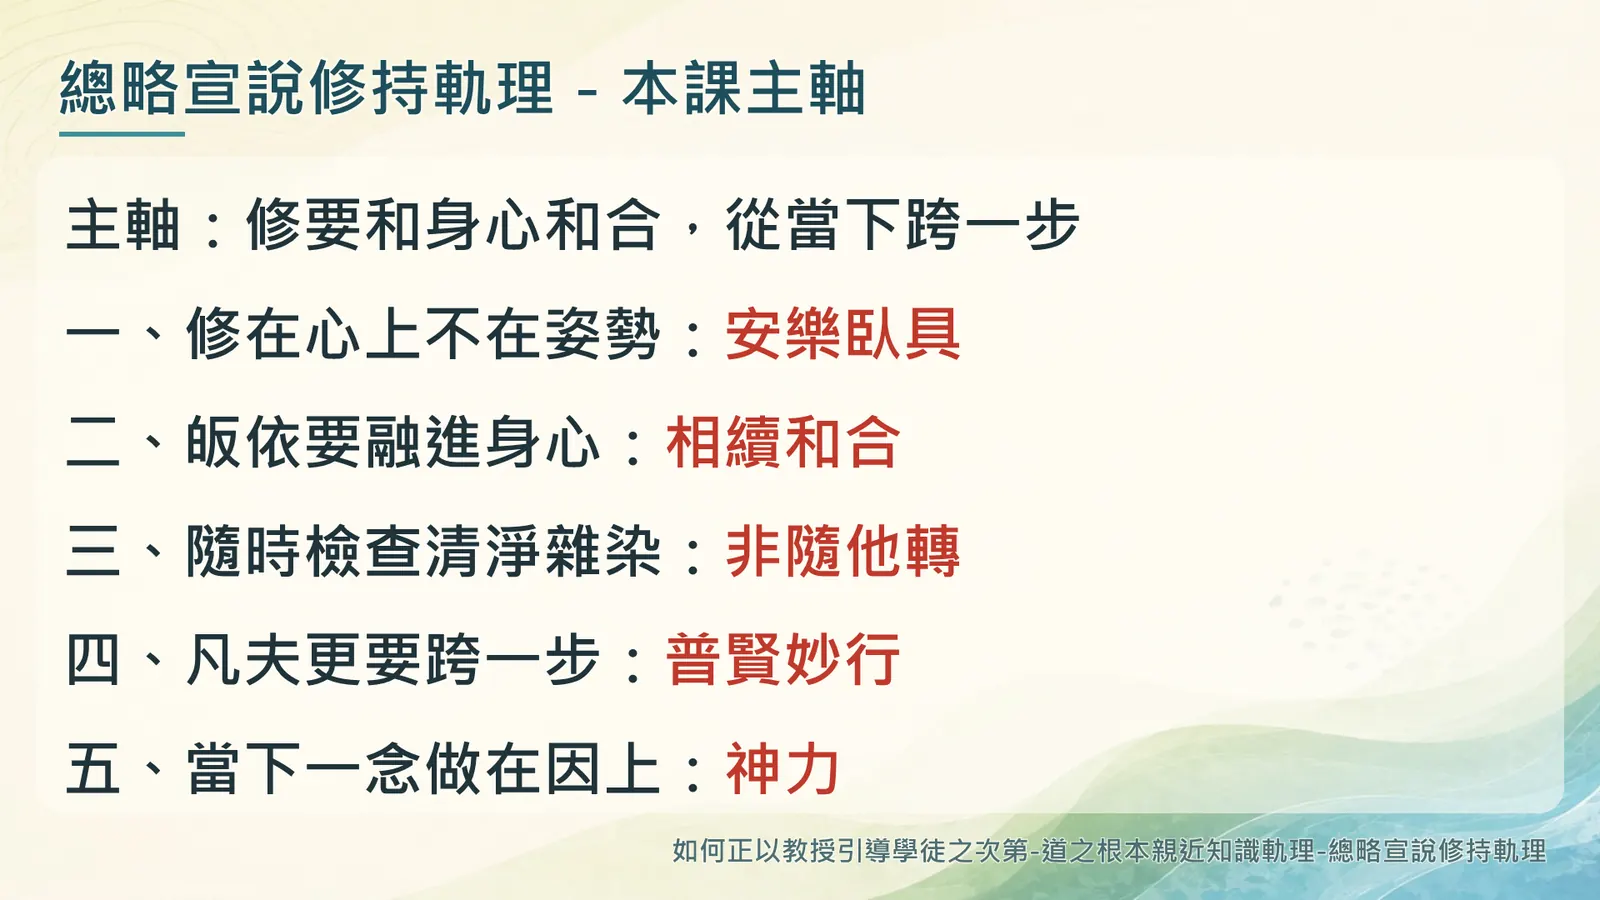 總略宣說修持軌理 - 本課主軸
主軸：修要和身心和合，從當下跨一步
一、修在心上不在姿勢：安樂臥具
二、皈依要融進身心：相續和合
三、隨時檢查清淨雜染：非隨他轉
四、凡夫更要跨一步：普賢妙行
五、當下一念做在因上：神力
如何正以教授引導學徒之次第-道之根本親近知識軌理-總略宣說修持軌理